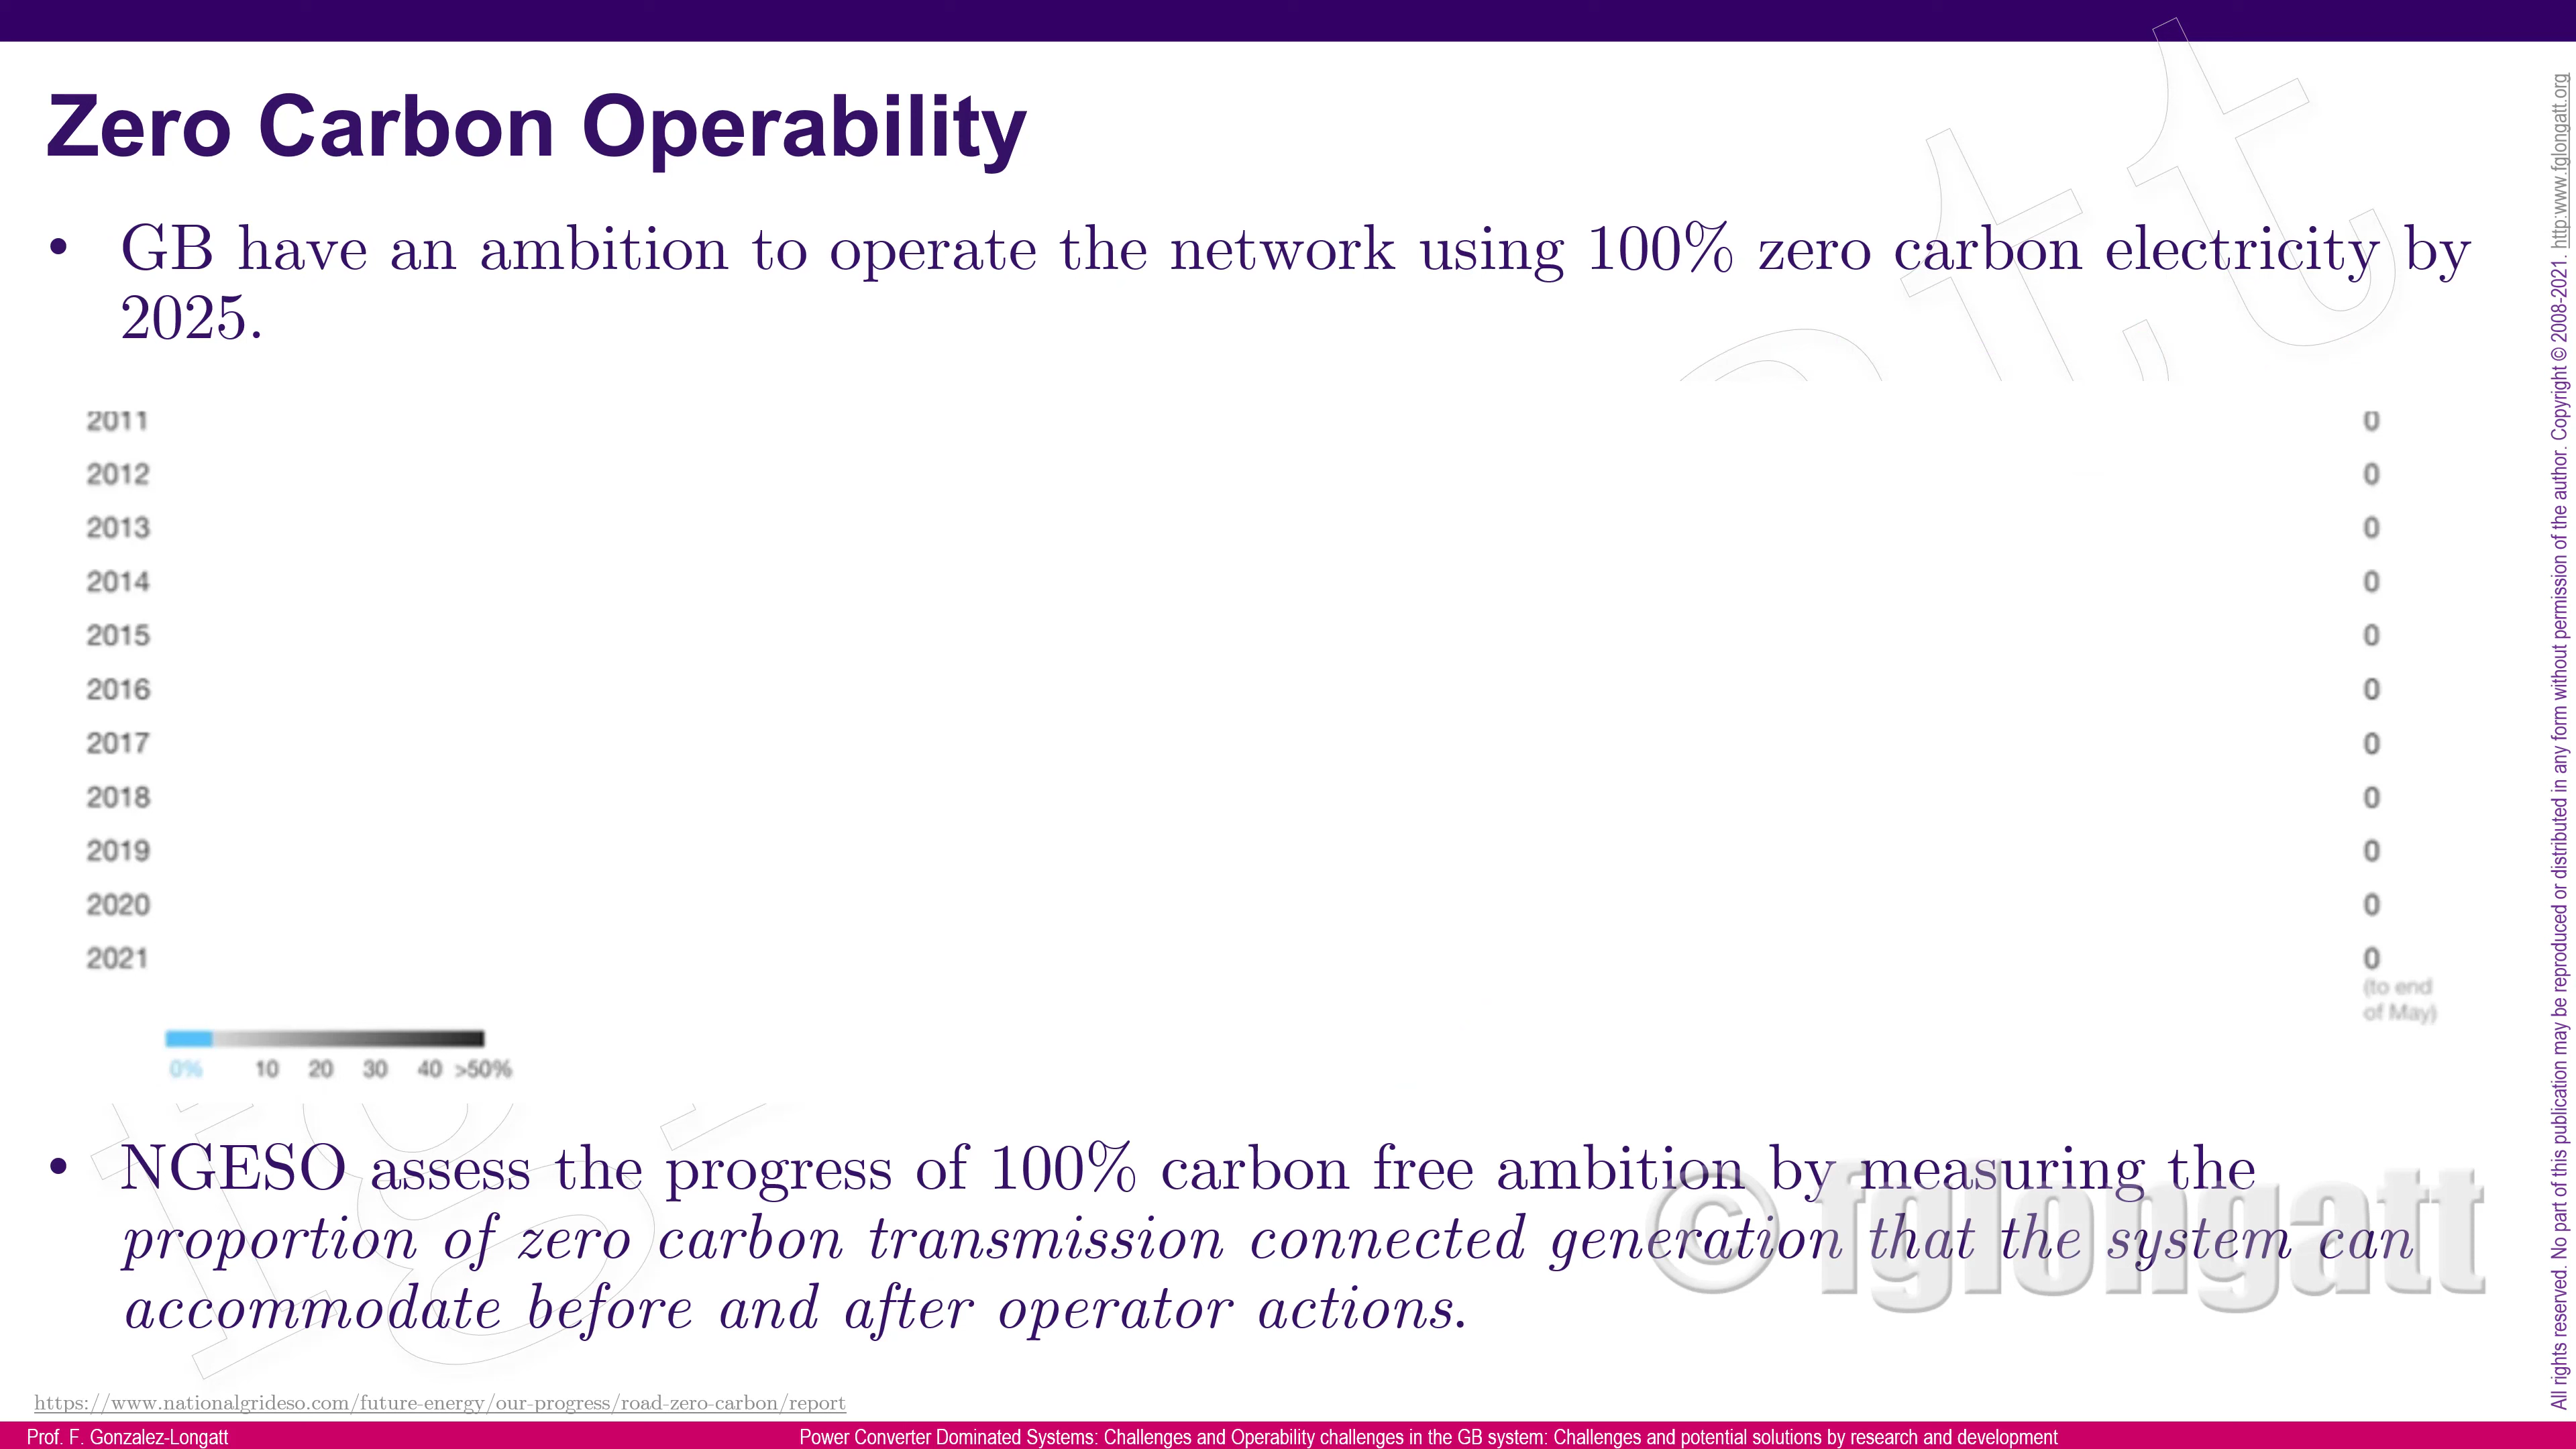 Zero Carbon Operability
• GB have an ambition to operate the network using 100% zero carbon electricity by
2025.
2011 0
2012 0
2013 0
2014 0
2015 0
2016 0
2017 0
2018 0
2019 0
2020 0
2021 0
(to end
of May)
0% 10 20 30 40 >50%
• NGESO assess the progress of 100% carbon free ambition by measuring the
proportion of zero carbon transmission connected generation that the system can
accommodate before and after operator actions.
© fglongatt
https://www.nationalgrideso.com/future-energy/our-progress/road-zero-carbon/report
Prof. F. Gonzalez-Longatt
Power Converter Dominated Systems: Challenges and Operability challenges in the GB system: Challenges and potential solutions by research and development
All rights reserved. No part of this publication may be reproduced or distributed in any form without permission of the author. Copyright © 2008-2021. http:www.fglongatt.org